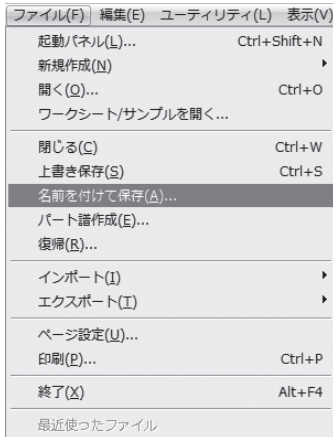 ファイル(F) 編集(E) ユーティリティ(L) 表示(V)
起動パネル(L)... Ctrl+Shift+N
新規作成(N)
開く(O)... Ctrl+O
ワークシート/サンプルを開く...
閉じる(C) Ctrl+W
上書き保存(S) Ctrl+S
名前を付けて保存(A)...
パート譜作成(E)...
復帰(R)...
インポート(I)
エクスポート(T)
ページ設定(U)...
印刷(P)... Ctrl+P
終了(X) Alt+F4
最近使ったファイル